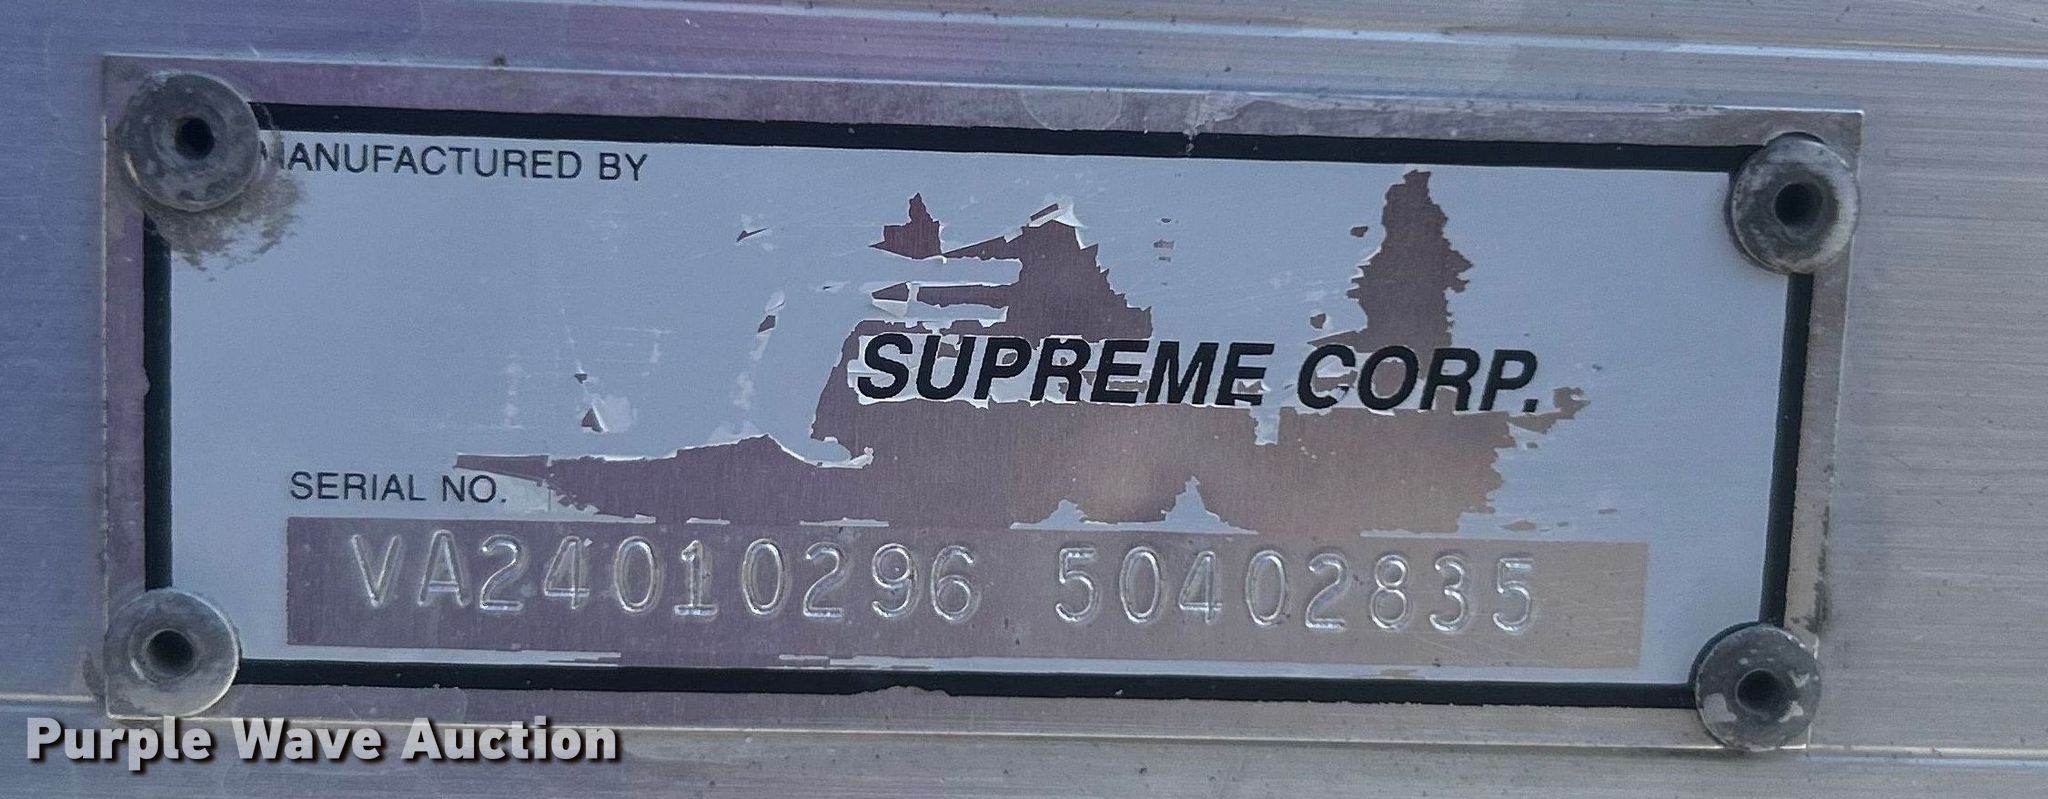 MANUFACTURED BY
SUPREME CORP.
SERIAL NO.
VA24010296 50402835
Purple Wave Auction